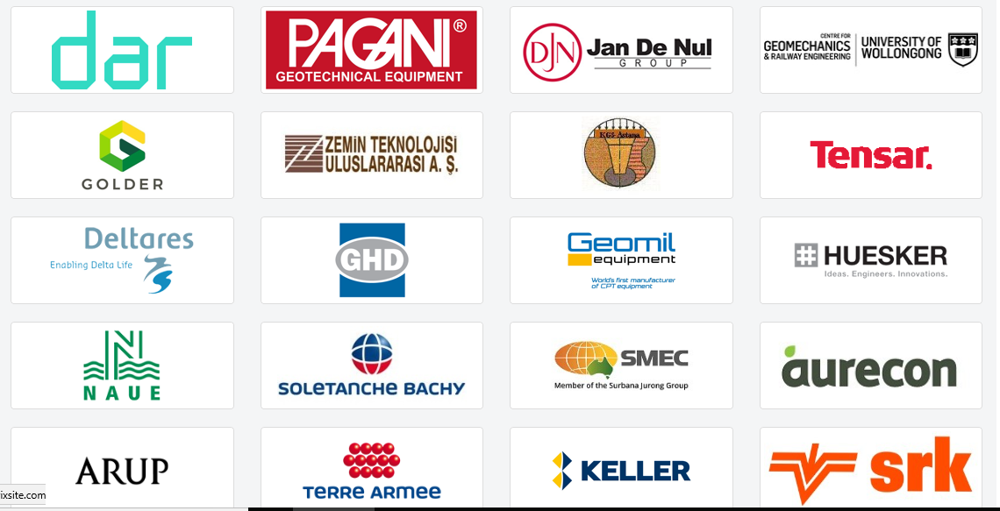 dar
PAGANI®
GEOTECHNICAL EQUIPMENT
DJN
Jan De Nul
GROUP
CENTRE FOR
GEOMECHANICS
& RAILWAY ENGINEERING
UNIVERSITY OF
WOLLONGONG
GOLDER
ZEMİN TEKNOLOJİSİ
ULUSLARARASI A. Ş.
KGS-Astana
Tensar.
Deltares
Enabling Delta Life
GHD
Geomil
equipment
World's first manufacturer
of CPT equipment
HUESKER
Ideas. Engineers. Innovations.
N
NAUE
SOLETANCHE BACHY
SMEC
Member of the Surbana Jurong Group
aurecon
ARUP
TERRE ARMEE
KELLER
srk
ixsite.com